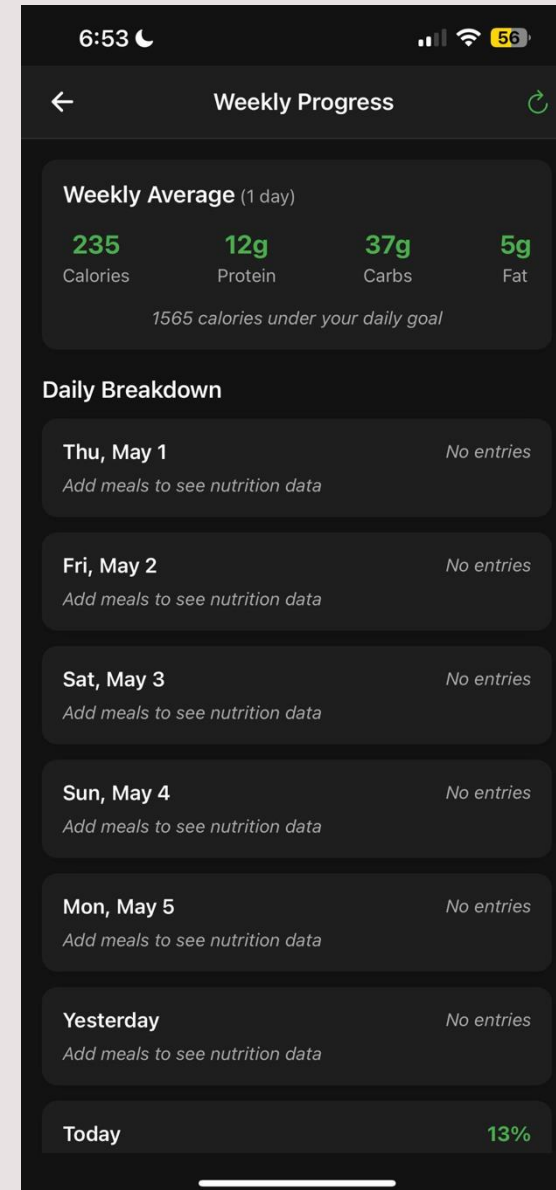 6:53
56
Weekly Progress
Weekly Average (1 day)
235 12g 37g 5g
Calories Protein Carbs Fat
1565 calories under your daily goal
Daily Breakdown
Thu, May 1 No entries
Add meals to see nutrition data
Fri, May 2 No entries
Add meals to see nutrition data
Sat, May 3 No entries
Add meals to see nutrition data
Sun, May 4 No entries
Add meals to see nutrition data
Mon, May 5 No entries
Add meals to see nutrition data
Yesterday No entries
Add meals to see nutrition data
Today 13%